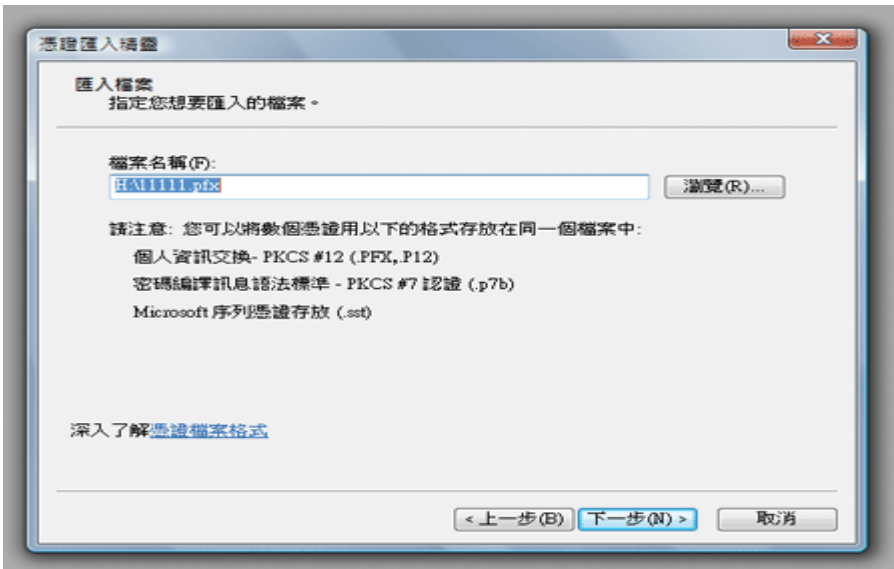 憑證匯入精靈
匯入檔案
指定您想要匯入的檔案。
檔案名稱(F):
H:\11111.pfx
瀏覽(R)...
請注意: 您可以將數個憑證用以下的格式存放在同一個檔案中:
個人資訊交換- PKCS #12 (.PFX,.P12)
密碼編譯訊息語法標準 - PKCS #7 認證 (.p7b)
Microsoft 序列憑證存放 (.sst)
深入了解憑證檔案格式
< 上一步(B)
下一步(N) >
取消